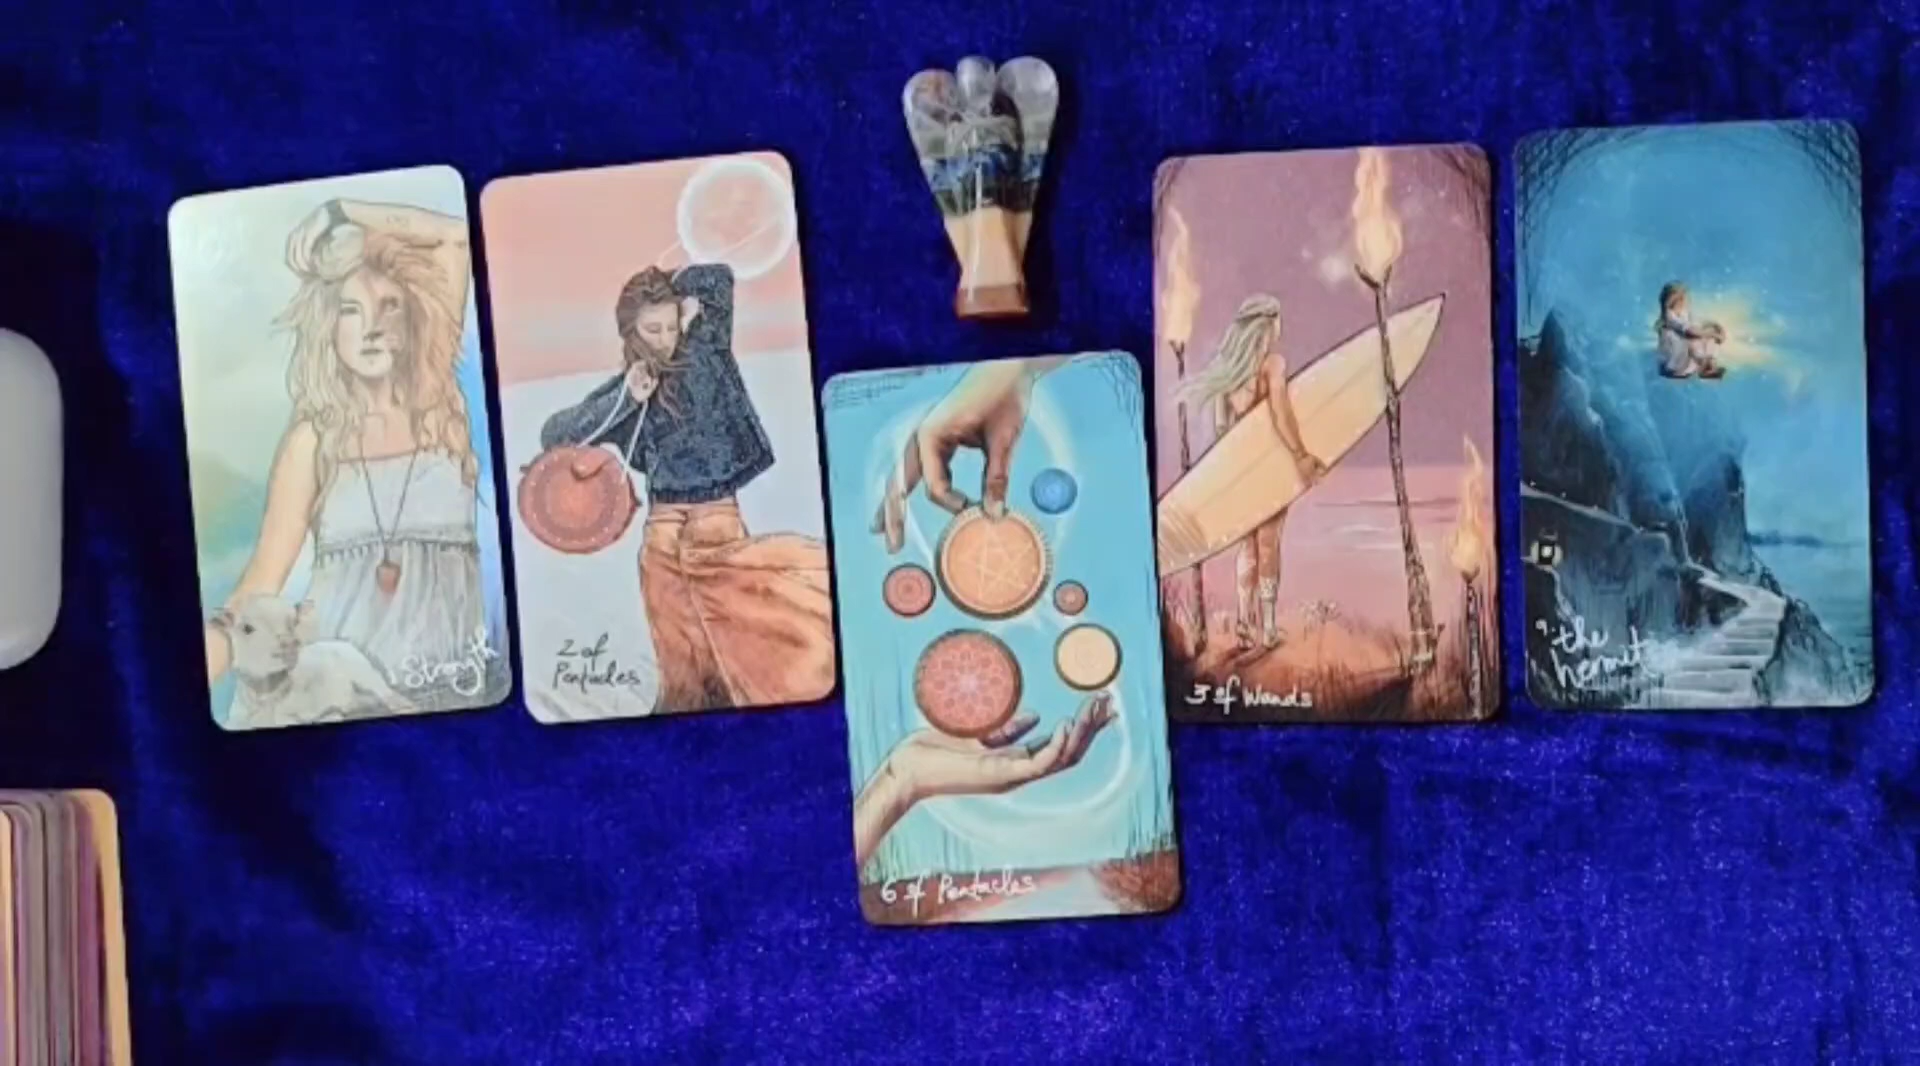 Strength
2 of
Pentacles
6 of Pentacles
3 of Wands
9. the
hermit